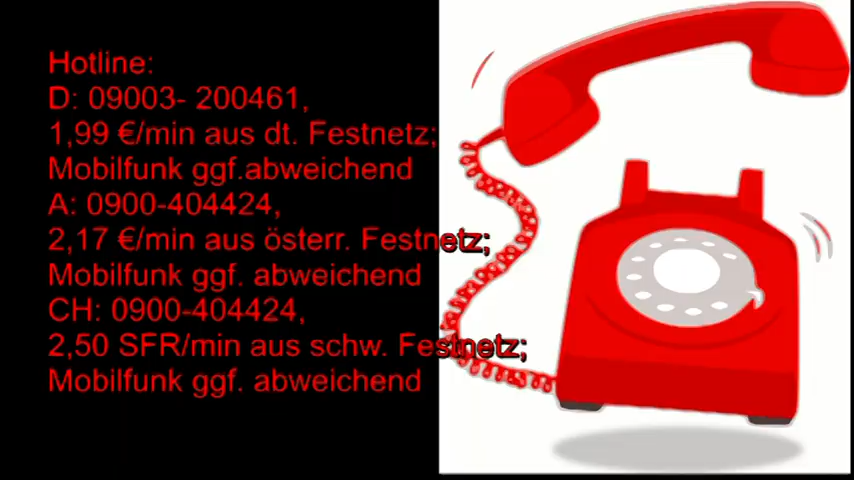 Hotline:
D: 09003- 200461,
1,99 €/min aus dt. Festnetz;
Mobilfunk ggf.abweichend
A: 0900-404424,
2,17 €/min aus österr. Festnetz;
Mobilfunk ggf. abweichend
CH: 0900-404424,
2,50 SFR/min aus schw. Festnetz;
Mobilfunk ggf. abweichend